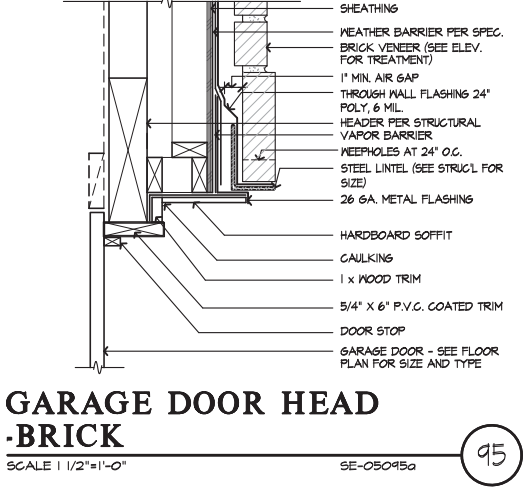 SHEATHING
WEATHER BARRIER PER SPEC.
BRICK VENEER (SEE ELEV.
FOR TREATMENT)
1" MIN. AIR GAP
THROUGH WALL FLASHING 24"
POLY, 6 MIL.
HEADER PER STRUCTURAL
VAPOR BARRIER
WEEPHOLES AT 24" O.C.
STEEL LINTEL (SEE STRUC'L FOR
SIZE)
26 GA. METAL FLASHING
HARDBOARD SOFFIT
CAULKING
1 x WOOD TRIM
5/4" X 6" P.V.C. COATED TRIM
DOOR STOP
GARAGE DOOR - SEE FLOOR
PLAN FOR SIZE AND TYPE
GARAGE DOOR HEAD
-BRICK
95
SCALE 1 1/2"=1'-0"
SE-05095a